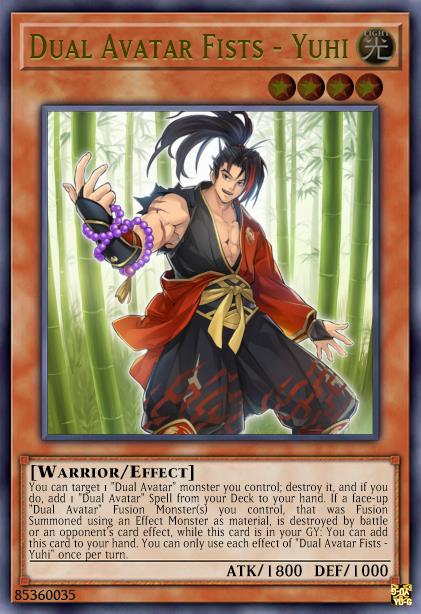 DUAL AVATAR FISTS - YUHI
LIGHT
光
[WARRIOR/EFFECT]
You can target 1 "Dual Avatar" monster you control; destroy it, and if you
do, add 1 "Dual Avatar" Spell from your Deck to your hand. If a face-up
"Dual Avatar" Fusion Monster(s) you control, that was Fusion
Summoned using an Effect Monster as material, is destroyed by battle
or an opponent's card effect, while this card is in your GY: You can add
this card to your hand. You can only use each effect of "Dual Avatar Fists -
Yuhi" once per turn.
ATK/1800 DEF/1000
85360035